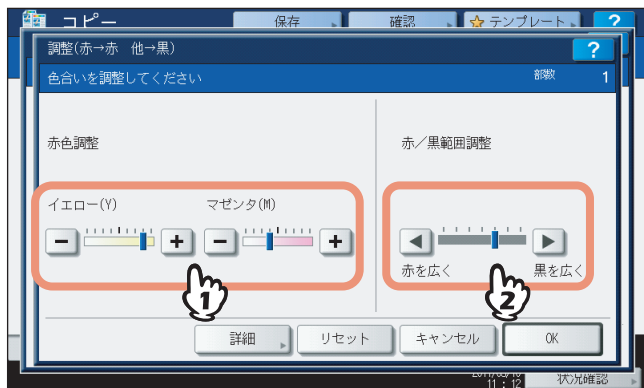 コピー 保存 確認 テンプレート ?
調整(赤→赤 他→黒) ?
色合いを調整してください 部数 1
赤色調整 赤/黒範囲調整
イエロー(Y) マゼンタ(M)
- + - +
赤を広く 黒を広く
1 2
詳細 リセット キャンセル OK
11:12 状況確認